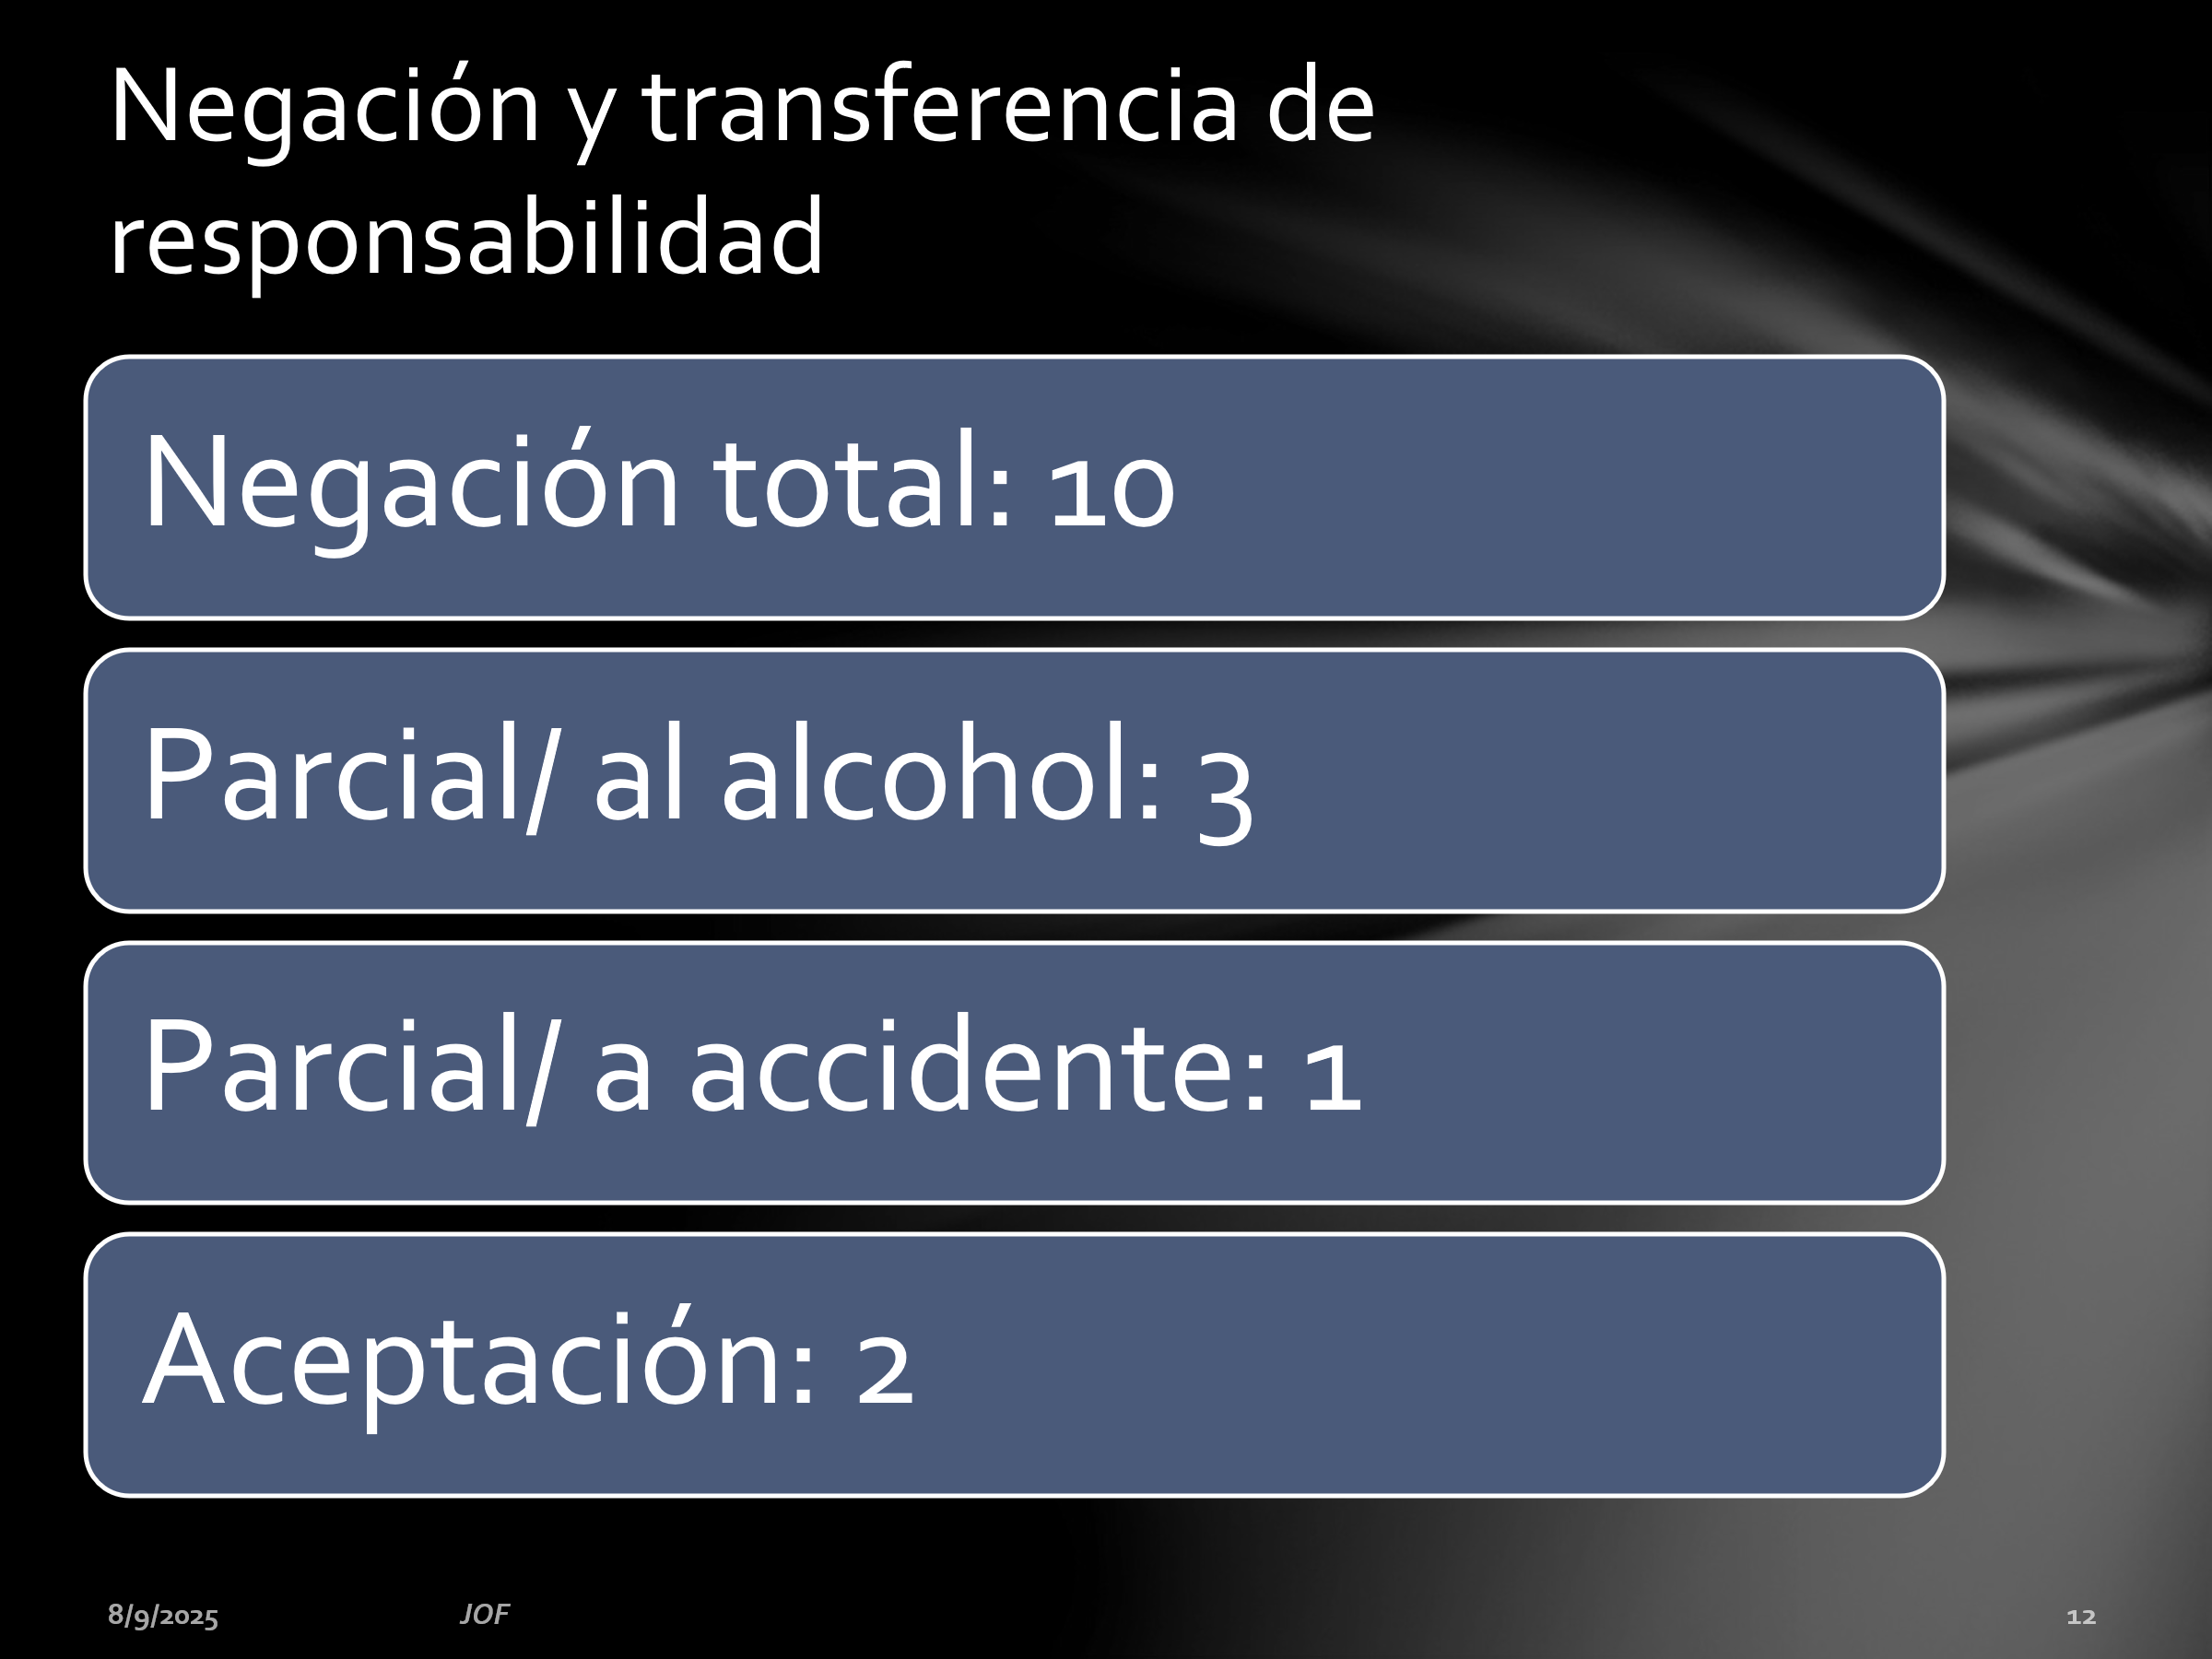 Negación y transferencia de
responsabilidad
Negación total: 10
Parcial/ al alcohol: 3
Parcial/ a accidente: 1
Aceptación: 2
8/9/2025 JOF 12